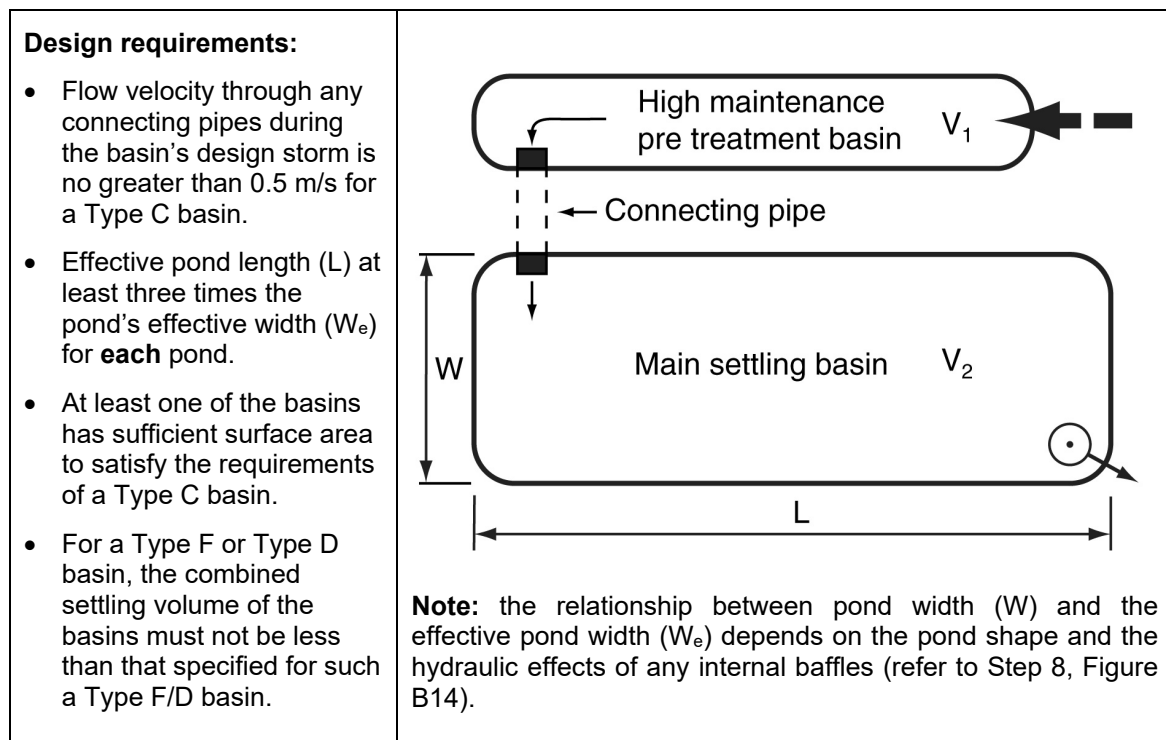 Design requirements:
• Flow velocity through any
connecting pipes during
the basin’s design storm is
no greater than 0.5 m/s for
a Type C basin.
• Effective pond length (L) at
least three times the
pond’s effective width (Wₑ)
for each pond.
• At least one of the basins
has sufficient surface area
to satisfy the requirements
of a Type C basin.
• For a Type F or Type D
basin, the combined
settling volume of the
basins must not be less
than that specified for such
a Type F/D basin.
High maintenance
pre treatment basin V₁
Connecting pipe
W
Main settling basin V₂
L
Note: the relationship between pond width (W) and the
effective pond width (Wₑ) depends on the pond shape and the
hydraulic effects of any internal baffles (refer to Step 8, Figure
B14).